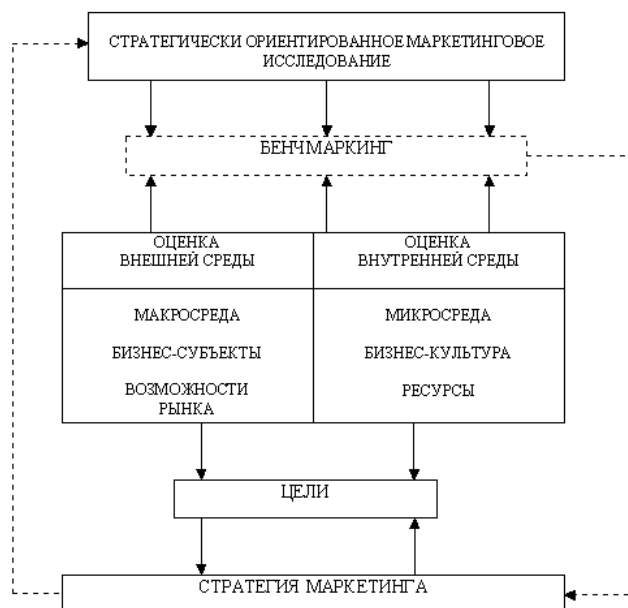 СТРАТЕГИЧЕСКИ ОРИЕНТИРОВАННОЕ МАРКЕТИНГОВОЕ
ИССЛЕДОВАНИЕ
БЕНЧМАРКИНГ
ОЦЕНКА
ВНЕШНЕЙ СРЕДЫ
ОЦЕНКА
ВНУТРЕННЕЙ СРЕДЫ
МАКРОСРЕДА
БИЗНЕС-СУБЪЕКТЫ
ВОЗМОЖНОСТИ
РЫНКА
МИКРОСРЕДА
БИЗНЕС-КУЛЬТУРА
РЕСУРСЫ
ЦЕЛИ
СТРАТЕГИЯ МАРКЕТИНГА